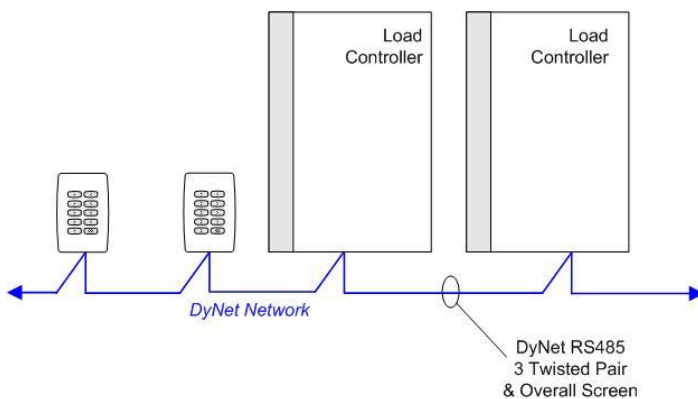 Load
Controller
Load
Controller
DyNet Network
DyNet RS485
3 Twisted Pair
& Overall Screen